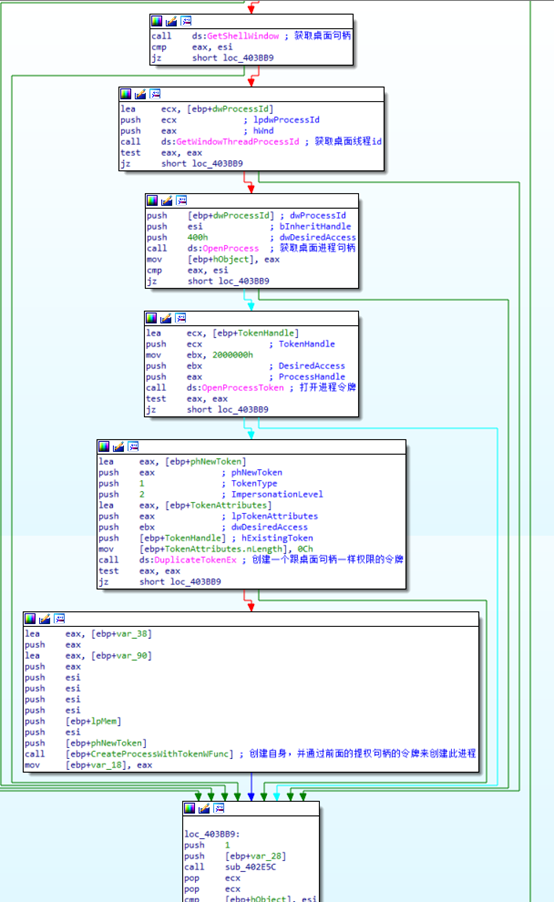 call ds:GetShellWindow ; 获取桌面句柄
cmp eax, esi
jz short loc_403BB9
lea ecx, [ebp+dwProcessId]
push ecx ; lpdwProcessId
push eax ; hWnd
call ds:GetWindowThreadProcessId ; 获取桌面线程id
test eax, eax
jz short loc_403BB9
push [ebp+dwProcessId] ; dwProcessId
push esi ; bInheritHandle
push 400h ; dwDesiredAccess
call ds:OpenProcess ; 获取桌面进程句柄
mov [ebp+hObject], eax
cmp eax, esi
jz short loc_403BB9
lea ecx, [ebp+TokenHandle]
push ecx ; TokenHandle
mov ebx, 2000000h
push ebx ; DesiredAccess
push eax ; ProcessHandle
call ds:OpenProcessToken ; 打开进程令牌
test eax, eax
jz short loc_403BB9
lea eax, [ebp+phNewToken]
push eax ; phNewToken
push 1 ; TokenType
push 2 ; ImpersonationLevel
lea eax, [ebp+TokenAttributes]
push eax ; lpTokenAttributes
push ebx ; dwDesiredAccess
push [ebp+TokenHandle] ; hExistingToken
mov [ebp+TokenAttributes.nLength], 0Ch
call ds:DuplicateTokenEx ; 创建一个跟桌面句柄一样权限的令牌
test eax, eax
jz short loc_403BB9
lea eax, [ebp+var_38]
push eax
lea eax, [ebp+var_90]
push eax
push esi
push esi
push esi
push esi
push [ebp+lpMem]
push esi
push [ebp+phNewToken]
call [ebp+CreateProcessWithTokenWFunc] ; 创建自身，并通过前面的提权句柄的令牌来创建此进程
mov [ebp+var_18], eax
loc_403BB9:
push 1
push [ebp+var_28]
call sub_402E5C
pop ecx
pop ecx
cmp [ebp+hObject], esi